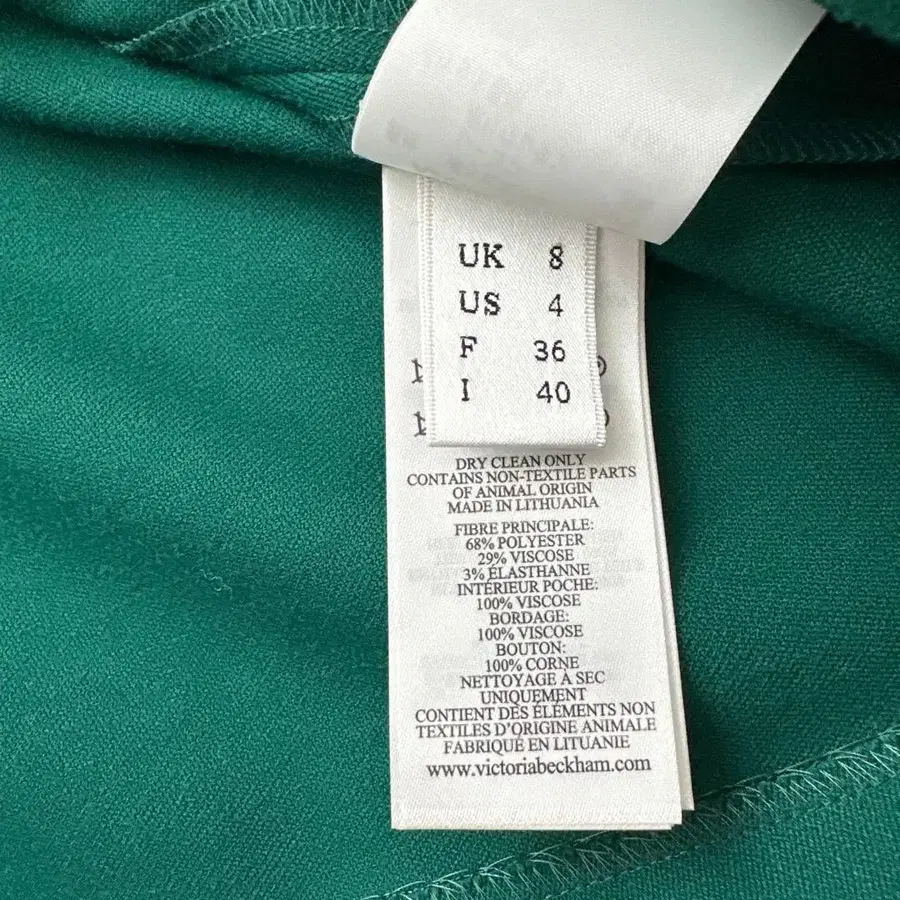 UK 8
US 4
F 36
I 40
DRY CLEAN ONLY
CONTAINS NON-TEXTILE PARTS
OF ANIMAL ORIGIN
MADE IN LITHUANIA
FIBRE PRINCIPALE:
68% POLYESTER
29% VISCOSE
3% ÉLASTHANNE
INTÉRIEUR POCHE:
100% VISCOSE
BORDAGE:
100% VISCOSE
BOUTON:
100% CORNE
NETTOYAGE À SEC
UNIQUEMENT
CONTIENT DES ÉLÉMENTS NON
TEXTILES D'ORIGINE ANIMALE
FABRIQUÉ EN LITUANIE
www.victoriabeckham.com